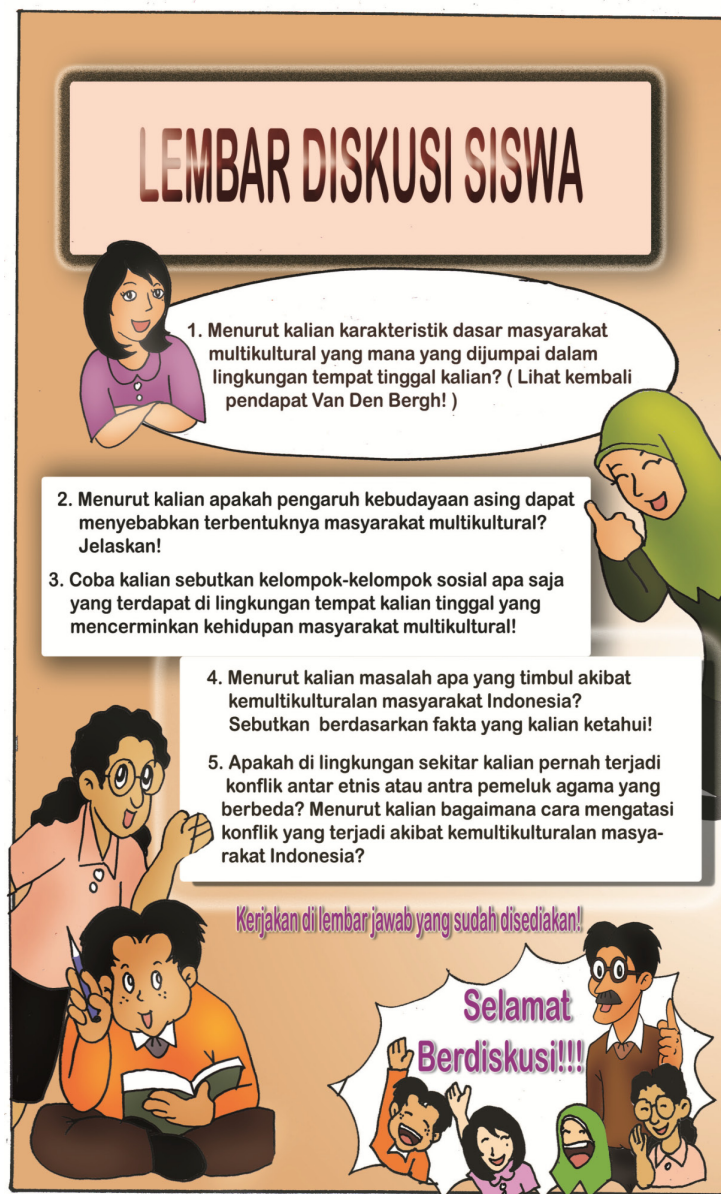 LEMBAR DISKUSI SISWA
1. Menurut kalian karakteristik dasar masyarakat
multikultural yang mana yang dijumpai dalam
lingkungan tempat tinggal kalian? ( Lihat kembali
pendapat Van Den Bergh! )
2. Menurut kalian apakah pengaruh kebudayaan asing dapat
menyebabkan terbentuknya masyarakat multikultural?
Jelaskan!
3. Coba kalian sebutkan kelompok-kelompok sosial apa saja
yang terdapat di lingkungan tempat kalian tinggal yang
mencerminkan kehidupan masyarakat multikultural!
4. Menurut kalian masalah apa yang timbul akibat
kemultikulturalan masyarakat Indonesia?
Sebutkan berdasarkan fakta yang kalian ketahui!
5. Apakah di lingkungan sekitar kalian pernah terjadi
konflik antar etnis atau antra pemeluk agama yang
berbeda? Menurut kalian bagaimana cara mengatasi
konflik yang terjadi akibat kemultikulturalan masya-
rakat Indonesia?
Kerjakan di lembar jawab yang sudah disediakan!
Selamat
Berdiskusi!!!